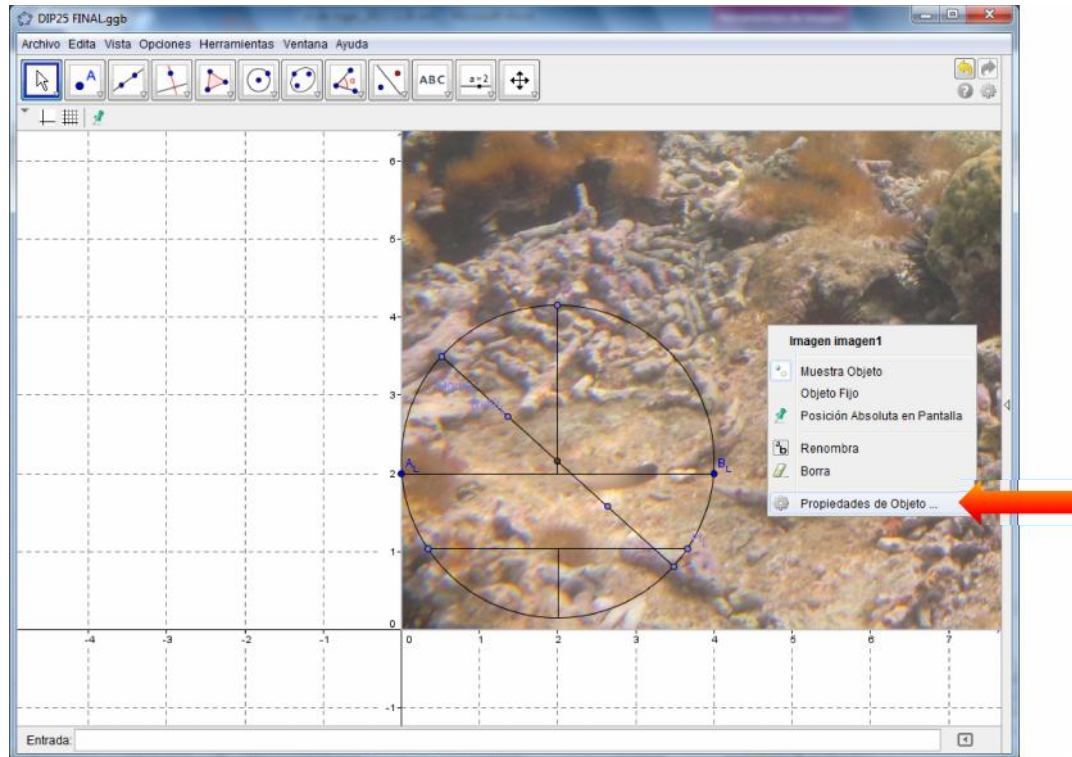 DIP25 FINAL.ggb
Archivo Edita Vista Opciones Herramientas Ventana Ayuda
A
α
ABC
a=2
6
5
4
3
2
1
0
-1
-4 -3 -2 -1 0 1 2 3 4 5 6 7
A_L
B_L
Imagen imagen1
Muestra Objeto
Objeto Fijo
Posición Absoluta en Pantalla
Renombra
Borra
Propiedades de Objeto ...
Entrada: